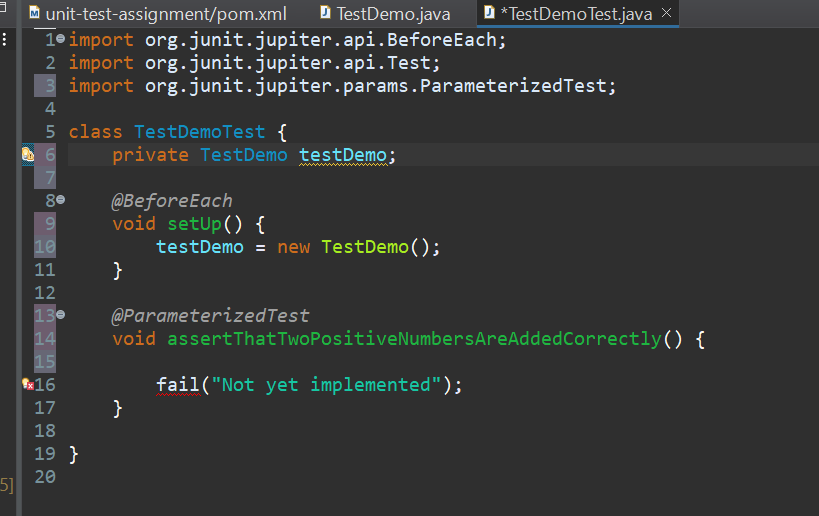 unit-test-assignment/pom.xml TestDemo.java *TestDemoTest.java
1 import org.junit.jupiter.api.BeforeEach;
2 import org.junit.jupiter.api.Test;
3 import org.junit.jupiter.params.ParameterizedTest;
4
5 class TestDemoTest {
6 private TestDemo testDemo;
7
8 @BeforeEach
9 void setUp() {
10 testDemo = new TestDemo();
11 }
12
13 @ParameterizedTest
14 void assertThatTwoPositiveNumbersAreAddedCorrectly() {
15
16 fail("Not yet implemented");
17 }
18
19 }
20
5]